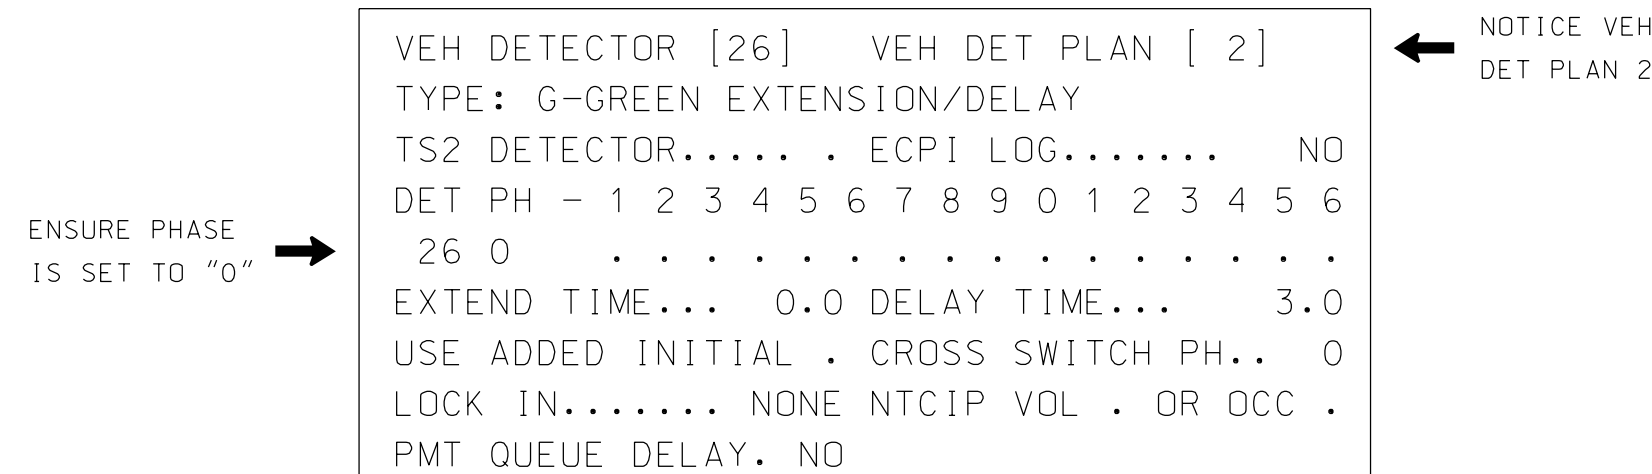 VEH DETECTOR [26] VEH DET PLAN [ 2]
NOTICE VEH
DET PLAN 2
TYPE: G-GREEN EXTENSION/DELAY
TS2 DETECTOR..... . ECPI LOG....... NO
DET PH - 1 2 3 4 5 6 7 8 9 0 1 2 3 4 5 6
ENSURE PHASE
IS SET TO "0"
26 0 . . . . . . . . . . . . . . . .
EXTEND TIME... 0.0 DELAY TIME... 3.0
USE ADDED INITIAL . CROSS SWITCH PH.. 0
LOCK IN....... NONE NTCIP VOL . OR OCC .
PMT QUEUE DELAY. NO